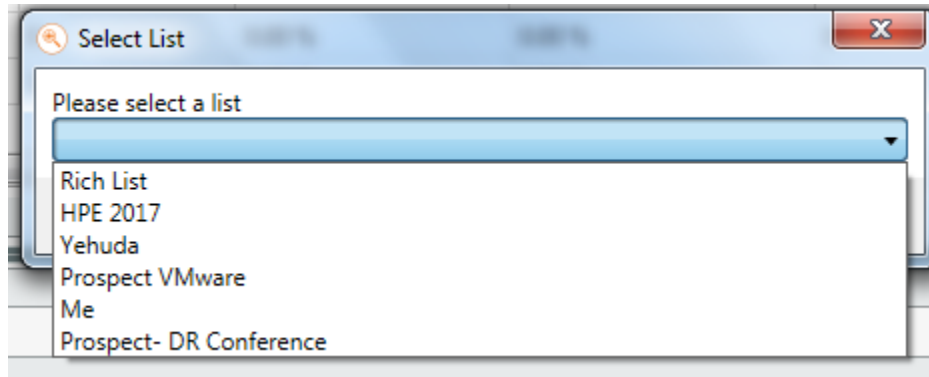 Select List
Please select a list
Rich List
HPE 2017
Yehuda
Prospect VMware
Me
Prospect- DR Conference